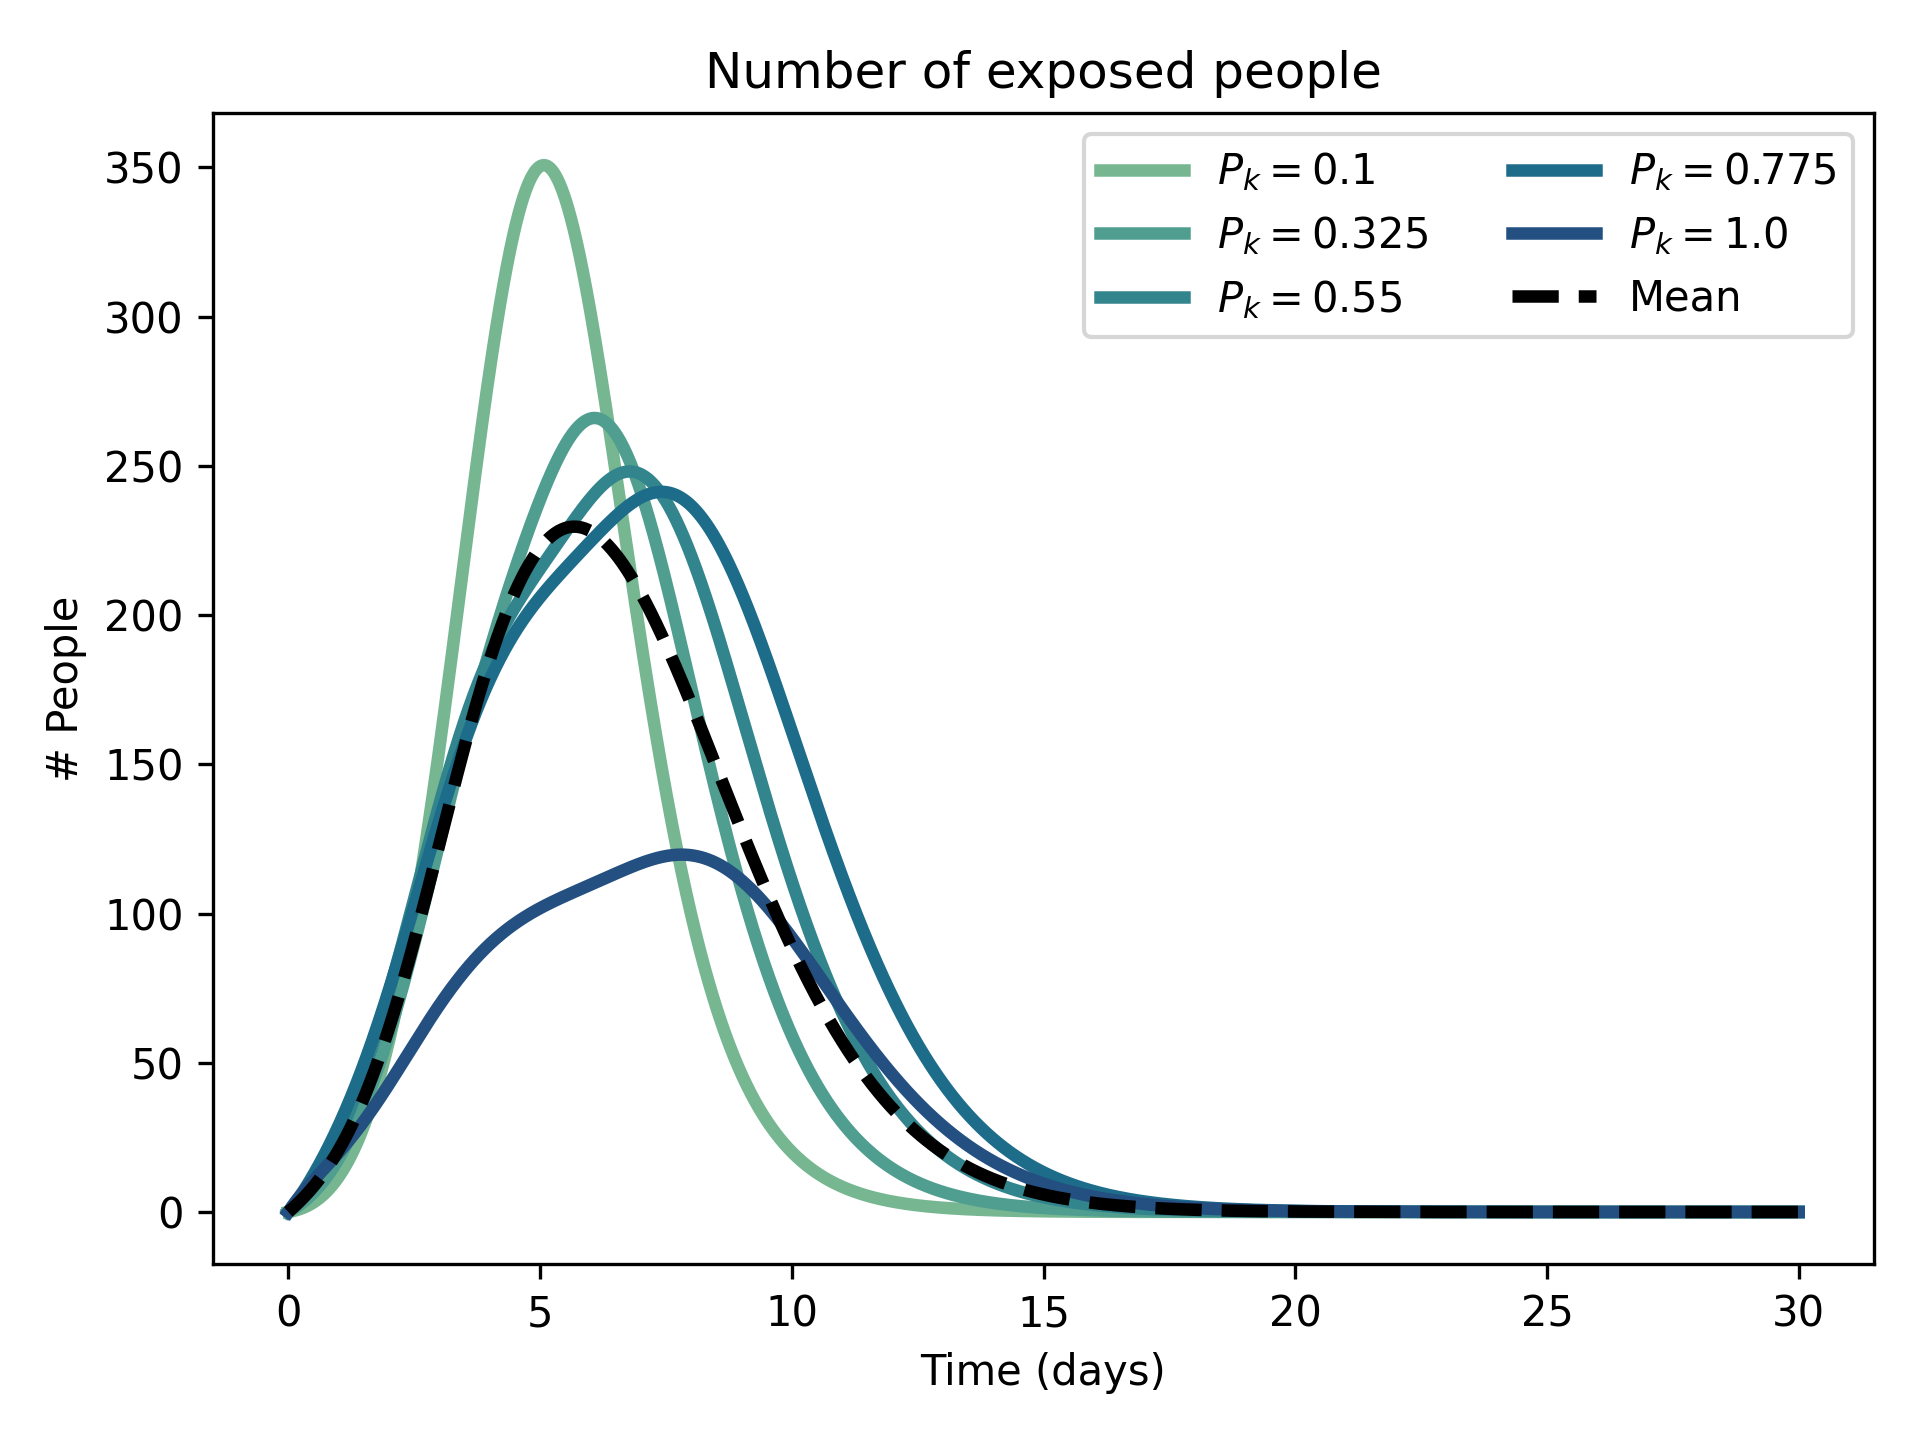 Number of exposed people
P_k = 0.1
P_k = 0.325
P_k = 0.55
P_k = 0.775
P_k = 1.0
Mean
# People
350
300
250
200
150
100
50
0
0 5 10 15 20 25 30
Time (days)